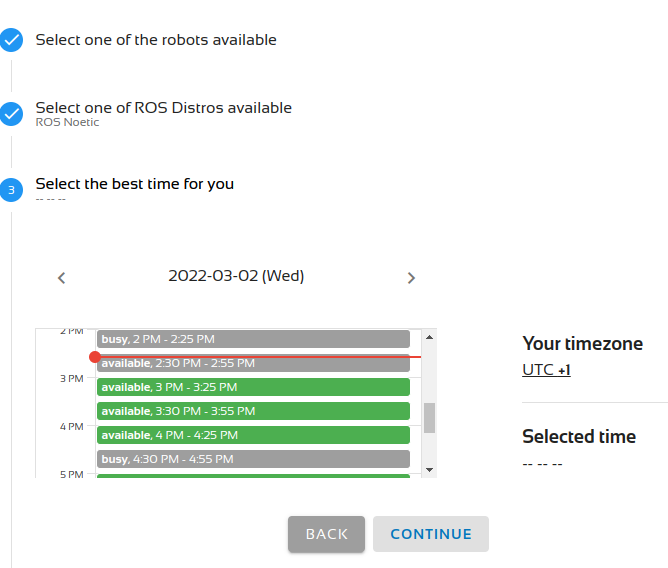 Select one of the robots available
Select one of ROS Distros available
ROS Noetic
3
Select the best time for you
-- -- --
2022-03-02 (Wed)
2 PM
busy, 2 PM - 2:25 PM
available, 2:30 PM - 2:55 PM
3 PM
available, 3 PM - 3:25 PM
available, 3:30 PM - 3:55 PM
4 PM
available, 4 PM - 4:25 PM
busy, 4:30 PM - 4:55 PM
5 PM
Your timezone
UTC +1
Selected time
-- -- --
BACK
CONTINUE